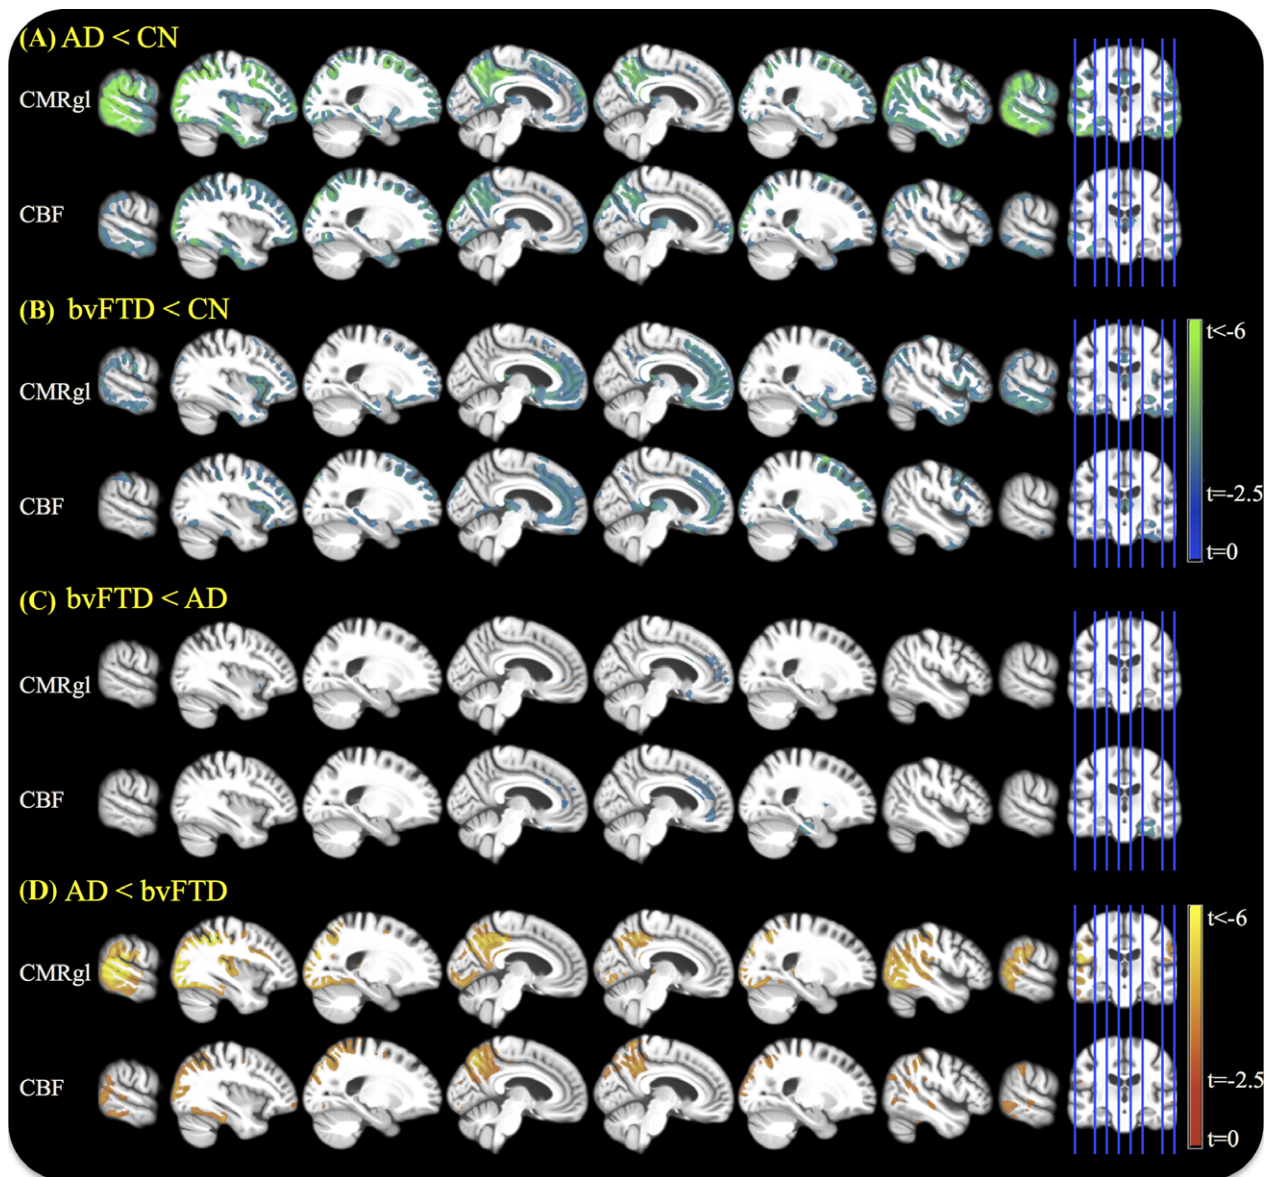 (A) AD < CN
CMRgl
CBF
(B) bvFTD < CN
CMRgl
CBF
t<-6
t=-2.5
t=0
(C) bvFTD < AD
CMRgl
CBF
(D) AD < bvFTD
CMRgl
CBF
t<-6
t=-2.5
t=0